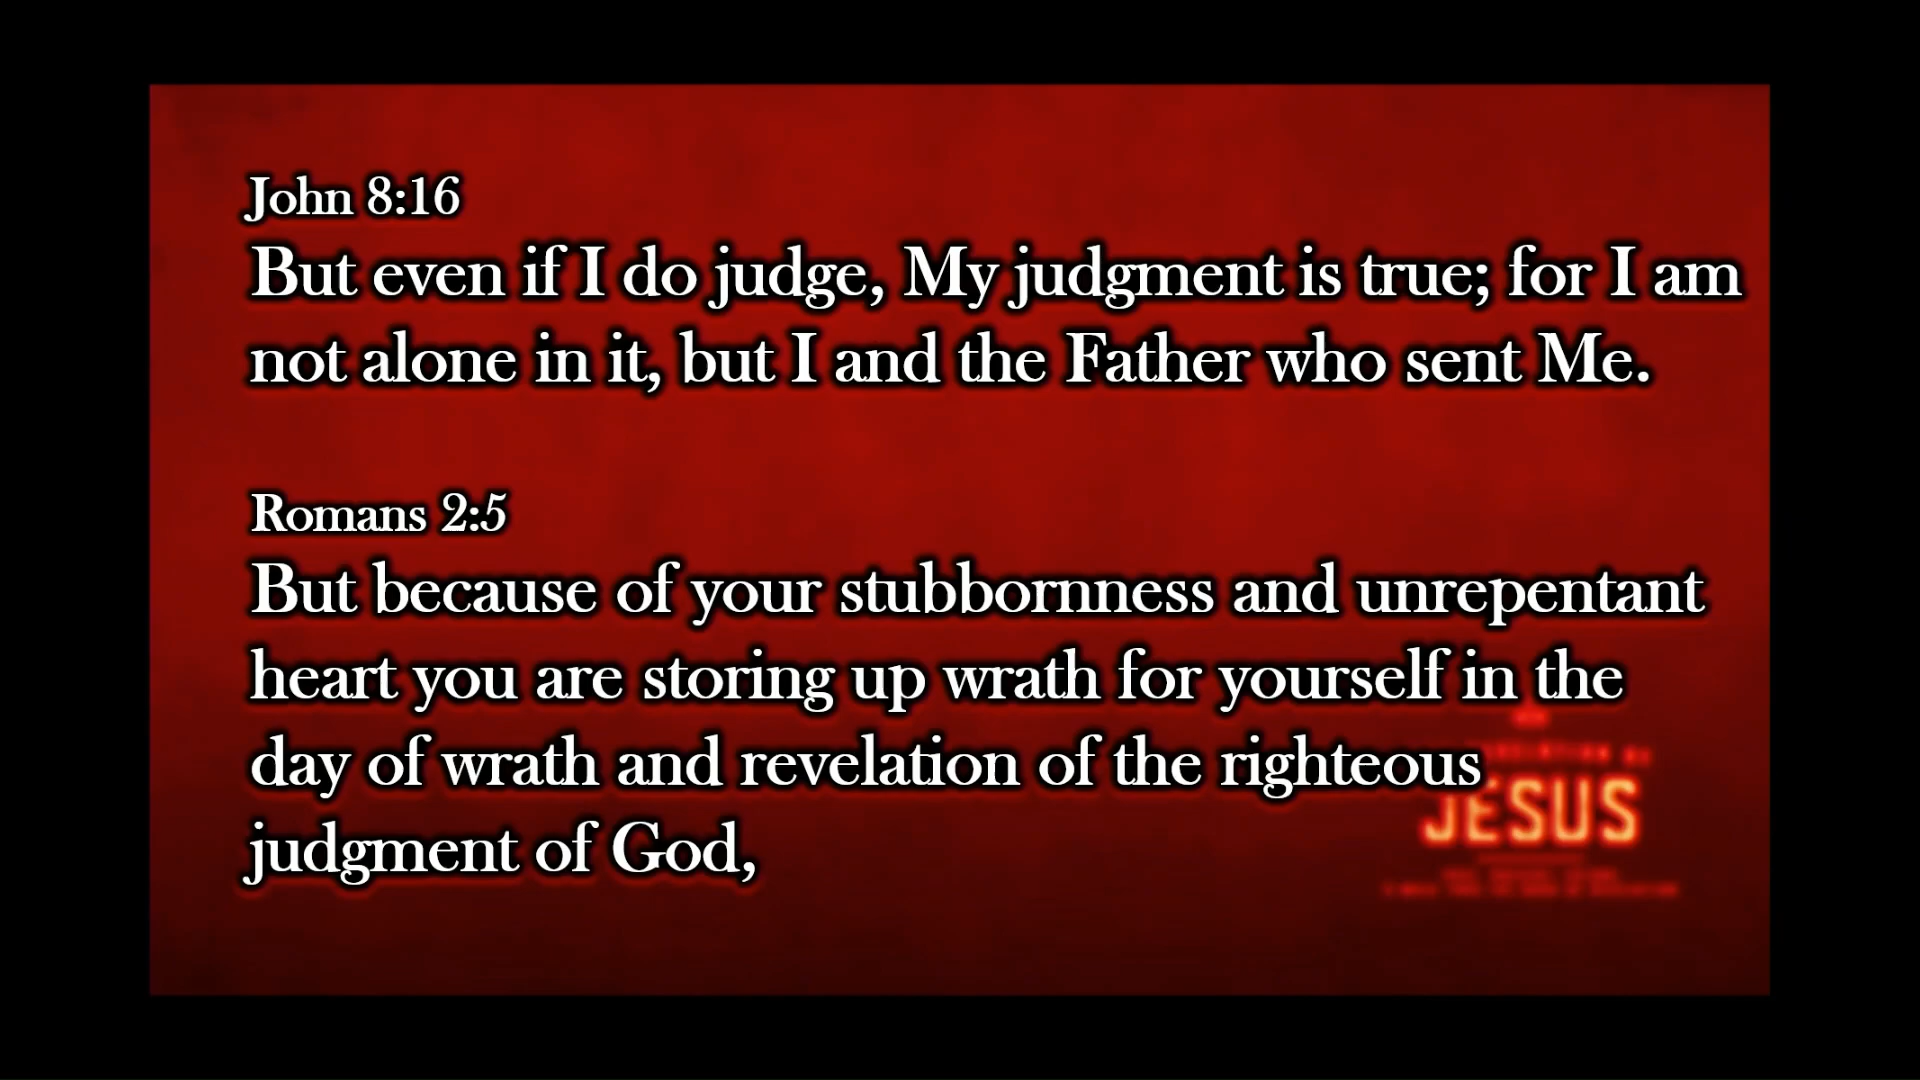 John 8:16
But even if I do judge, My judgment is true; for I am
not alone in it, but I and the Father who sent Me.
Romans 2:5
But because of your stubbornness and unrepentant
heart you are storing up wrath for yourself in the
day of wrath and revelation of the righteous
judgment of God,
JESUS